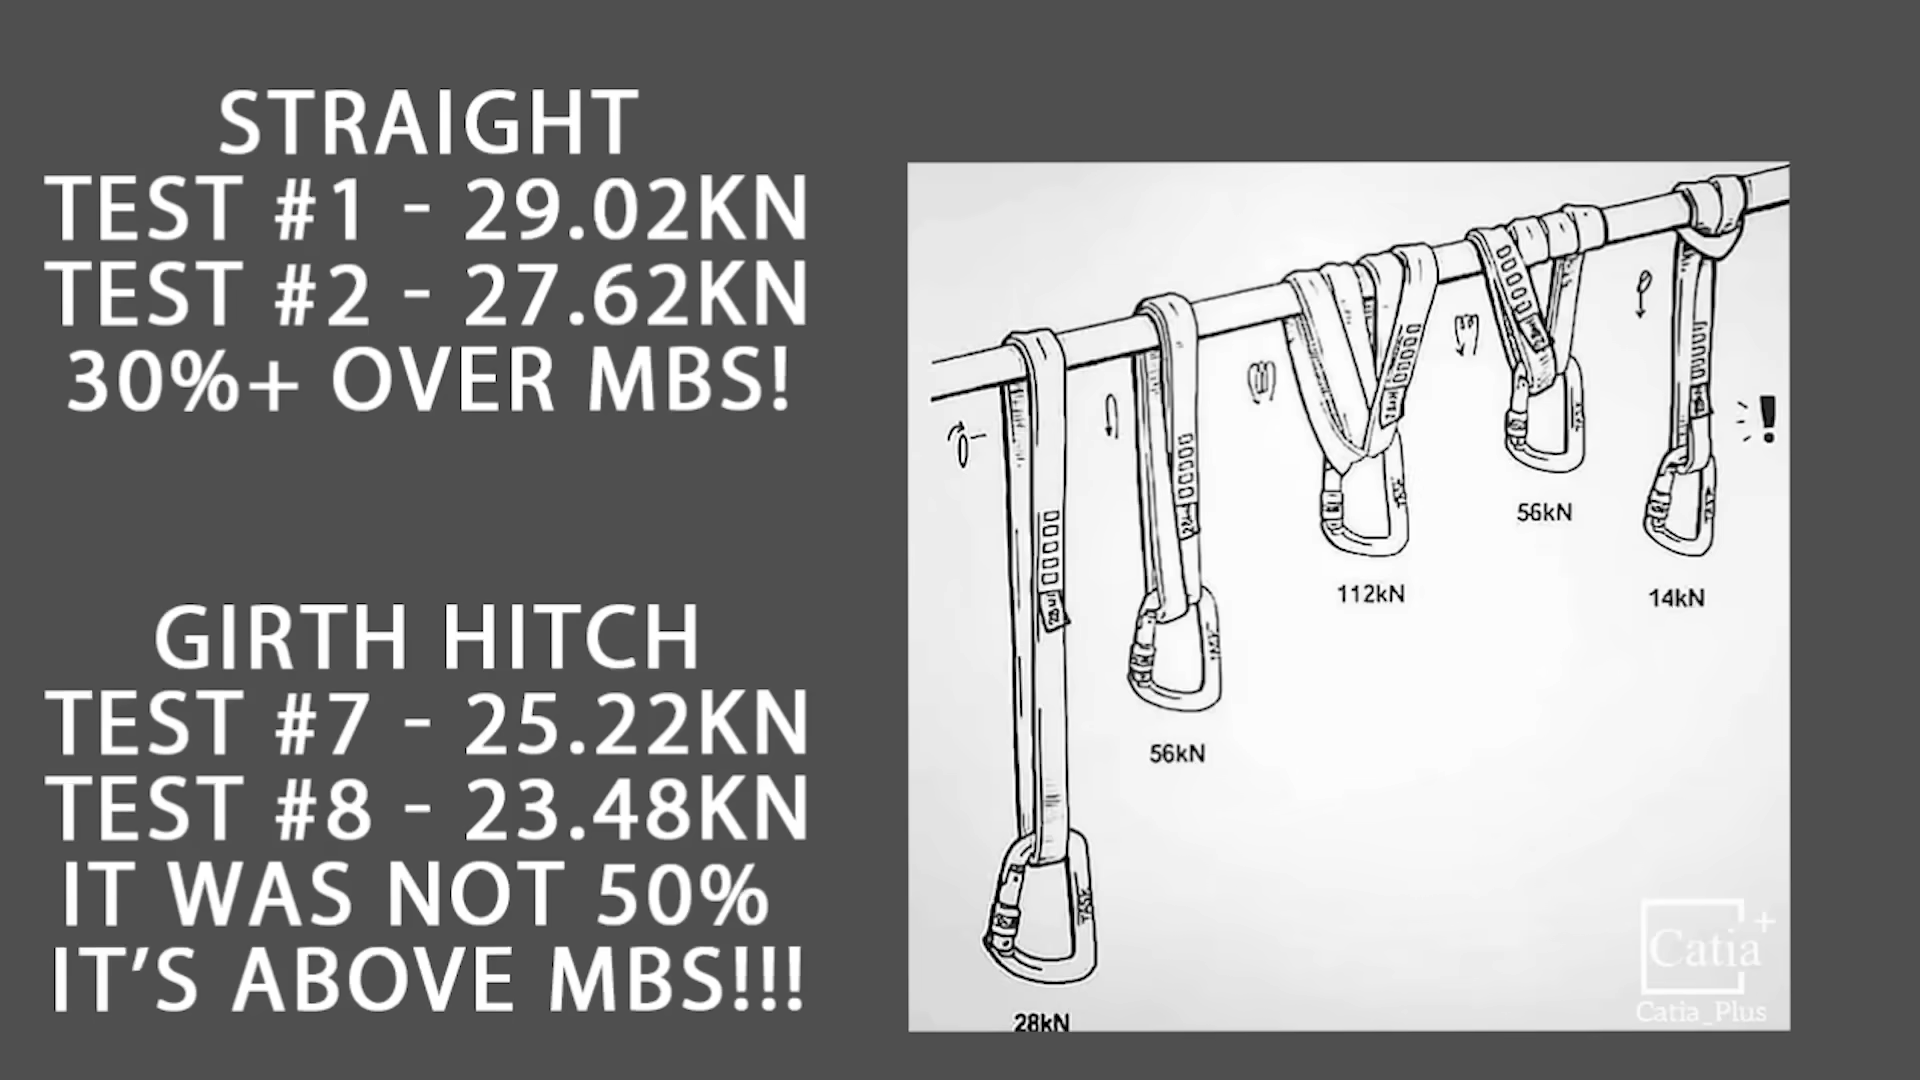 STRAIGHT
TEST #1 - 29.02KN
TEST #2 - 27.62KN
30%+ OVER MBS!
GIRTH HITCH
TEST #7 - 25.22KN
TEST #8 - 23.48KN
IT WAS NOT 50%
IT'S ABOVE MBS!!!
56kN
14kN
112kN
56kN
28kN
!
Catia+
Catia_Plus